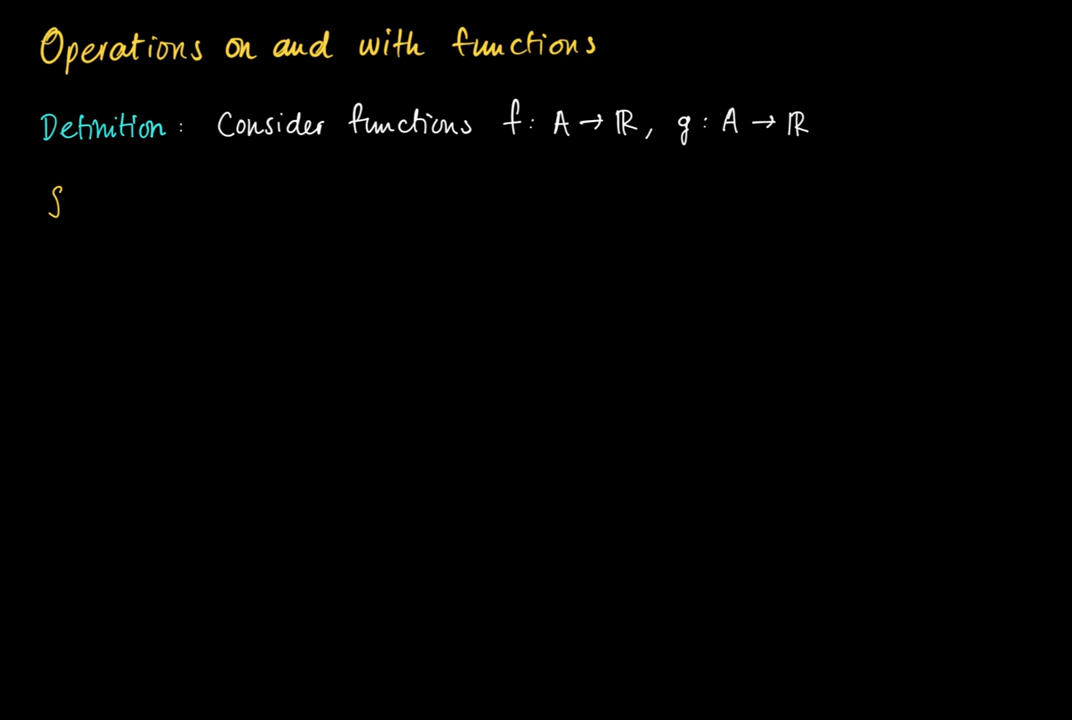 Operations on and with functions
Definition: Consider functions f: A → ℝ, g: A → ℝ
S